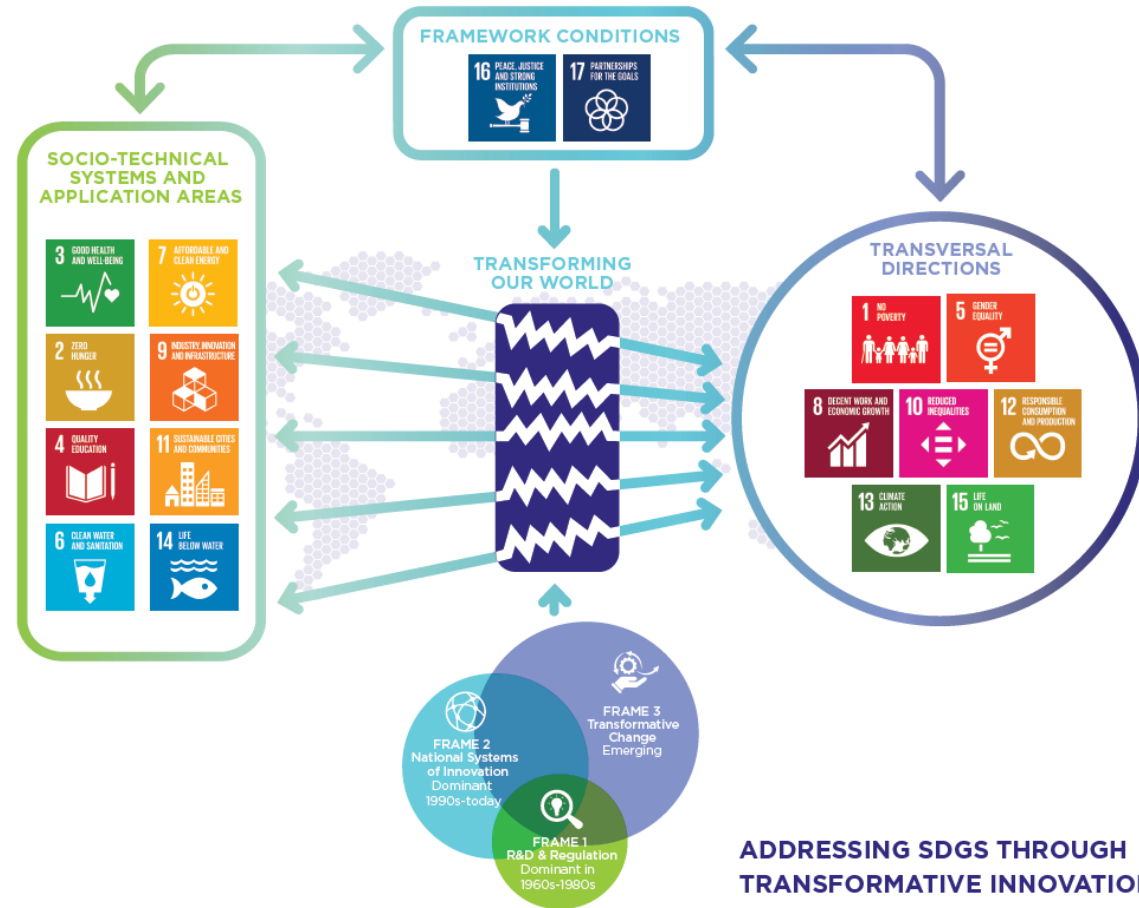 FRAMEWORK CONDITIONS
16 PEACE, JUSTICE
AND STRONG
INSTITUTIONS
17 PARTNERSHIPS
FOR THE GOALS
SOCIO-TECHNICAL
SYSTEMS AND
APPLICATION AREAS
3 GOOD HEALTH
AND WELL-BEING
7 AFFORDABLE AND
CLEAN ENERGY
2 ZERO
HUNGER
9 INDUSTRY, INNOVATION
AND INFRASTRUCTURE
4 QUALITY
EDUCATION
11 SUSTAINABLE CITIES
AND COMMUNITIES
6 CLEAN WATER
AND SANITATION
14 LIFE
BELOW WATER
TRANSFORMING
OUR WORLD
TRANSVERSAL
DIRECTIONS
1 NO
POVERTY
5 GENDER
EQUALITY
8 DECENT WORK AND
ECONOMIC GROWTH
10 REDUCED
INEQUALITIES
12 RESPONSIBLE
CONSUMPTION
AND PRODUCTION
13 CLIMATE
ACTION
15 LIFE
ON LAND
FRAME 3
Transformative
Change
Emerging
FRAME 2
National Systems
of Innovation
Dominant
1990s-today
FRAME 1
R&D & Regulation
Dominant in
1960s-1980s
ADDRESSING SDGS THROUGH
TRANSFORMATIVE INNOVATION